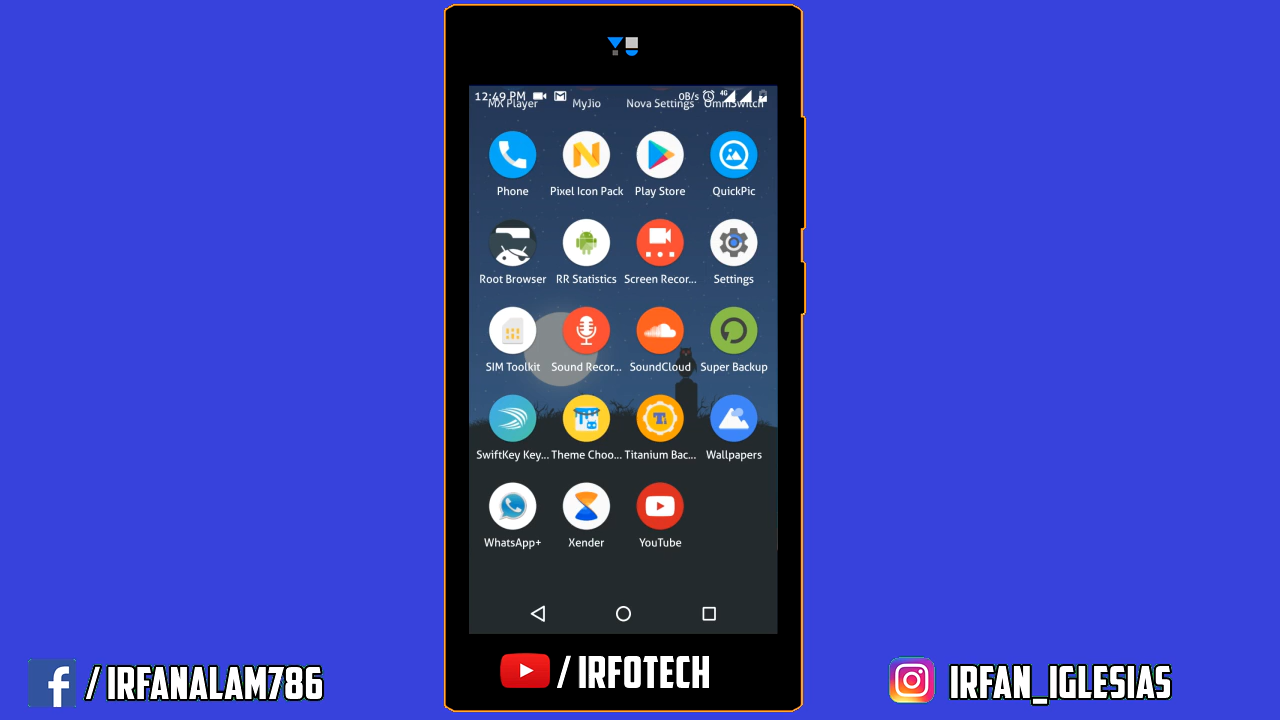 12:49 PM 0B/s 4G
MX Player MyJio Nova Settings OmniSwitch
Phone Pixel Icon Pack Play Store QuickPic
Root Browser RR Statistics Screen Recor... Settings
SIM Toolkit Sound Recor... SoundCloud Super Backup
SwiftKey Key... Theme Choo... Titanium Bac... Wallpapers
WhatsApp+ Xender YouTube
/ IRFANALAM786
/ IRFOTECH
IRFAN_IGLESIAS